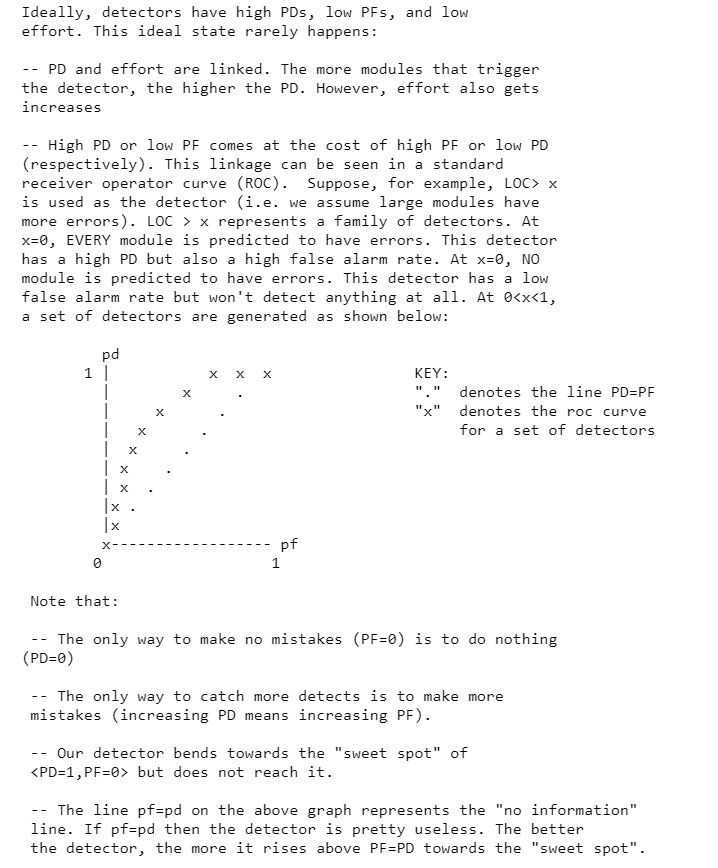 Ideally, detectors have high PDs, low PFs, and low
effort. This ideal state rarely happens:
-- PD and effort are linked. The more modules that trigger
the detector, the higher the PD. However, effort also gets
increases
-- High PD or low PF comes at the cost of high PF or low PD
(respectively). This linkage can be seen in a standard
receiver operator curve (ROC).  Suppose, for example, LOC> x
is used as the detector (i.e. we assume large modules have
more errors). LOC > x represents a family of detectors. At
x=0, EVERY module is predicted to have errors. This detector
has a high PD but also a high false alarm rate. At x=0, NO
module is predicted to have errors. This detector has a low
false alarm rate but won't detect anything at all. At 0<x<1,
a set of detectors are generated as shown below:
         pd
       1 |           x  x  x                KEY:
         |        x     .                   "."  denotes the line PD=PF
         |     x      .                     "x"  denotes the roc curve
         |   x      .                            for a set of detectors
         |  x     .
         | x    .
         | x  .
         |x .
         |x
         x------------------ pf
        0                   1
Note that:
-- The only way to make no mistakes (PF=0) is to do nothing
(PD=0)
-- The only way to catch more detects is to make more
mistakes (increasing PD means increasing PF).
-- Our detector bends towards the "sweet spot" of
<PD=1,PF=0> but does not reach it.
-- The line pf=pd on the above graph represents the "no information"
line. If pf=pd then the detector is pretty useless. The better
the detector, the more it rises above PF=PD towards the "sweet spot".